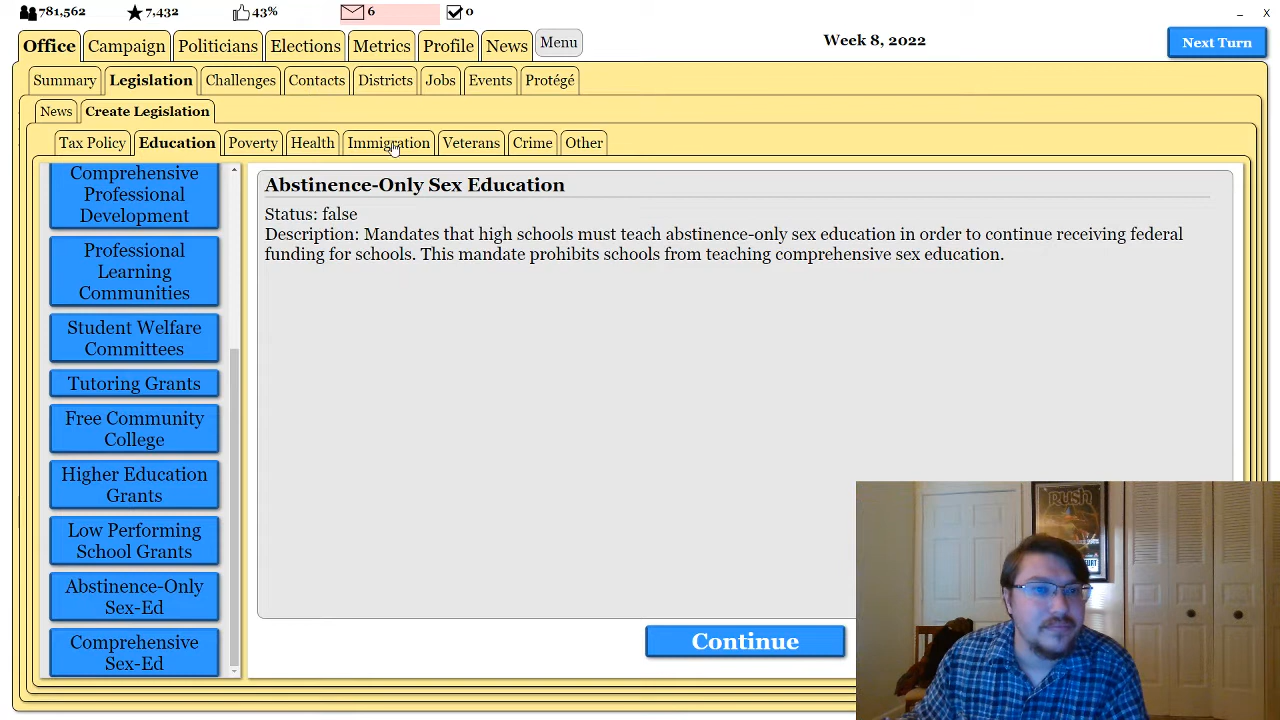 781,562 7,432 43% 6 0
_ X
Office Campaign Politicians Elections Metrics Profile News Menu
Week 8, 2022
Next Turn
Summary Legislation Challenges Contacts Districts Jobs Events Protégé
News Create Legislation
Tax Policy Education Poverty Health Immigration Veterans Crime Other
Comprehensive
Professional
Development
Professional
Learning
Communities
Student Welfare
Committees
Tutoring Grants
Free Community
College
Higher Education
Grants
Low Performing
School Grants
Abstinence-Only
Sex-Ed
Comprehensive
Sex-Ed
Abstinence-Only Sex Education
Status: false
Description: Mandates that high schools must teach abstinence-only sex education in order to continue receiving federal
funding for schools. This mandate prohibits schools from teaching comprehensive sex education.
Continue
RUSH